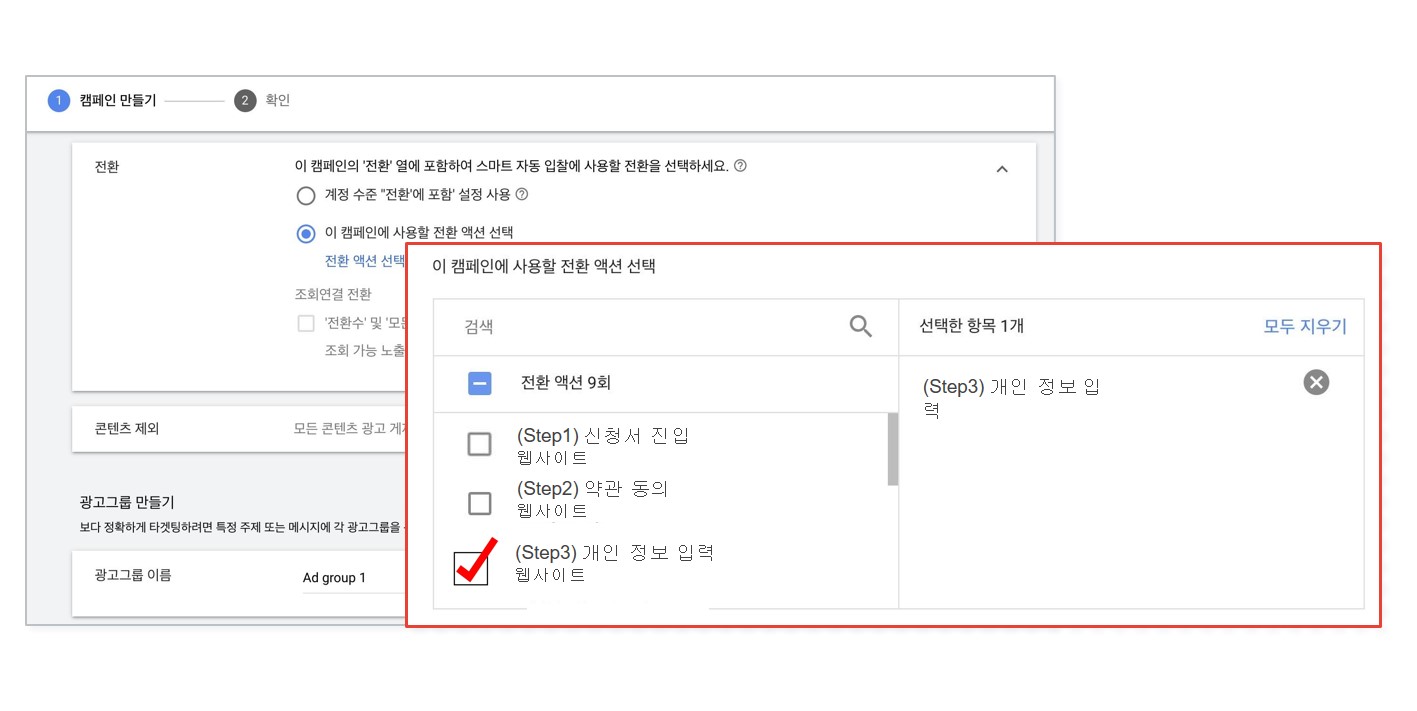 1 캠페인 만들기 2 확인
전환
이 캠페인의 '전환' 열에 포함하여 스마트 자동 입찰에 사용할 전환을 선택하세요. ?
계정 수준 "전환'에 포함' 설정 사용 ?
이 캠페인에 사용할 전환 액션 선택
전환 액션 선택
조회연결 전환
'전환수' 및 '모든
조회 가능 노출
콘텐츠 제외
모든 콘텐츠 광고 게재
광고그룹 만들기
보다 정확하게 타겟팅하려면 특정 주제 또는 메시지에 각 광고그룹을
광고그룹 이름
Ad group 1
이 캠페인에 사용할 전환 액션 선택
검색
선택한 항목 1개
모두 지우기
전환 액션 9회
(Step1) 신청서 진입
웹사이트
(Step2) 약관 동의
웹사이트
(Step3) 개인 정보 입력
웹사이트
(Step3) 개인 정보 입
력